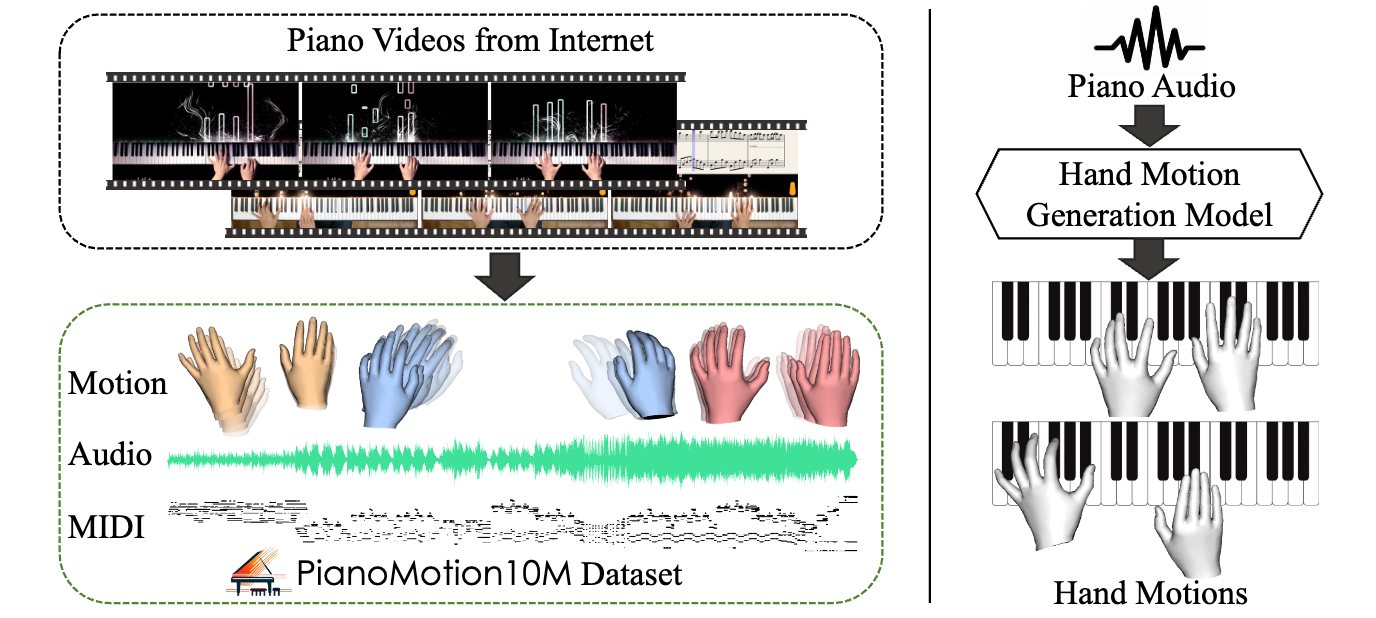 Piano Videos from Internet
Motion
Audio
MIDI
PianoMotion10M Dataset
Piano Audio
Hand Motion
Generation Model
Hand Motions